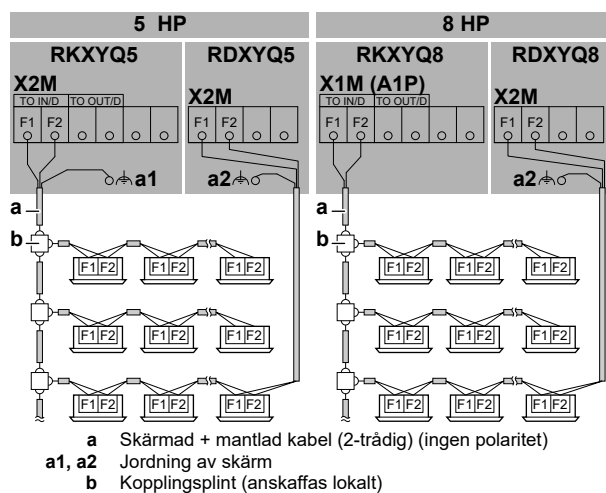 5 HP 8 HP
RKXYQ5 RDXYQ5 RKXYQ8 RDXYQ8
X2M X2M X1M (A1P) X2M
TO IN/D TO OUT/D TO IN/D TO OUT/D
F1 F2 F1 F2 F1 F2 F1 F2
a1 a2 a2
a a
b b
F1 F2 F1 F2 F1 F2 F1 F2 F1 F2 F1 F2
F1 F2 F1 F2 F1 F2 F1 F2 F1 F2 F1 F2
F1 F2 F1 F2 F1 F2 F1 F2 F1 F2 F1 F2
a Skärmad + mantlad kabel (2-trådig) (ingen polaritet)
a1, a2 Jordning av skärm
b Kopplingsplint (anskaffas lokalt)